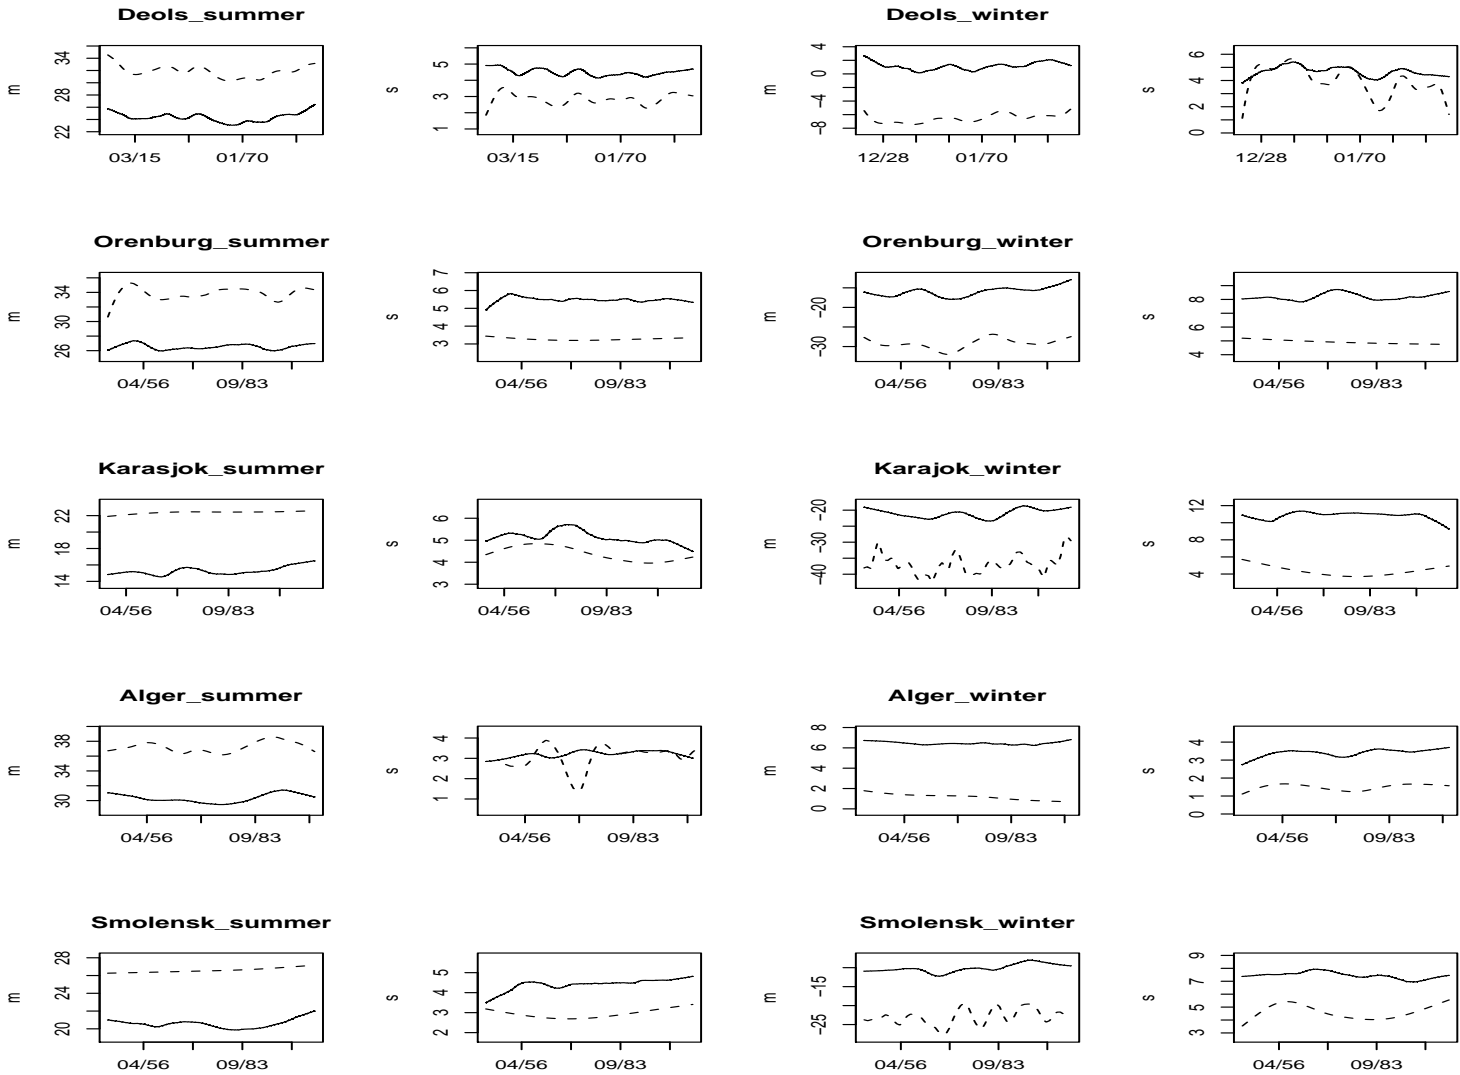 Deols_summer
Deols_winter
m
22 28 34
03/15 01/70
s
1 3 5
03/15 01/70
m
-8 -4 0 4
12/28 01/70
s
0 2 4 6
12/28 01/70
Orenburg_summer
Orenburg_winter
m
26 30 34
04/56 09/83
s
3 4 5 6 7
04/56 09/83
m
-30 -20
04/56 09/83
s
4 6 8
04/56 09/83
Karasjok_summer
Karajok_winter
m
14 18 22
04/56 09/83
s
3 4 5 6
04/56 09/83
m
-40 -30 -20
04/56 09/83
s
4 8 12
04/56 09/83
Alger_summer
Alger_winter
m
30 34 38
04/56 09/83
s
1 2 3 4
04/56 09/83
m
0 2 4 6 8
04/56 09/83
s
0 1 2 3 4
04/56 09/83
Smolensk_summer
Smolensk_winter
m
20 24 28
04/56 09/83
s
2 3 4 5
04/56 09/83
m
-25 -15
04/56 09/83
s
3 5 7 9
04/56 09/83